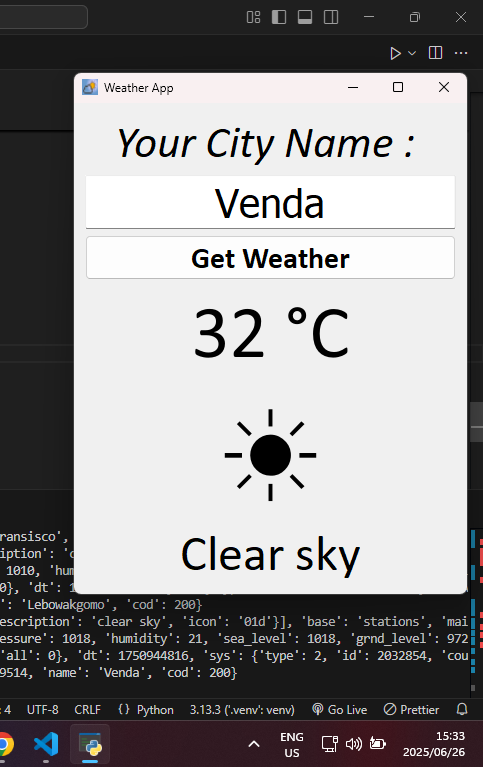 Weather App
Your City Name :
Venda
Get Weather
32 °C
Clear sky
ransisco',
iption': 'c
1010, 'hum
0}, 'dt': 1
': 'Lebowakgomo', 'cod': 200}
escription': 'clear sky', 'icon': '01d'}], 'base': 'stations', 'mai
essure': 1018, 'humidity': 21, 'sea_level': 1018, 'grnd_level': 972
'all': 0}, 'dt': 1750944816, 'sys': {'type': 2, 'id': 2032854, 'cou
9514, 'name': 'Venda', 'cod': 200}
: 4 UTF-8 CRLF {} Python 3.13.3 ('.venv': venv) Go Live Prettier
ENG 15:33
US 2025/06/26